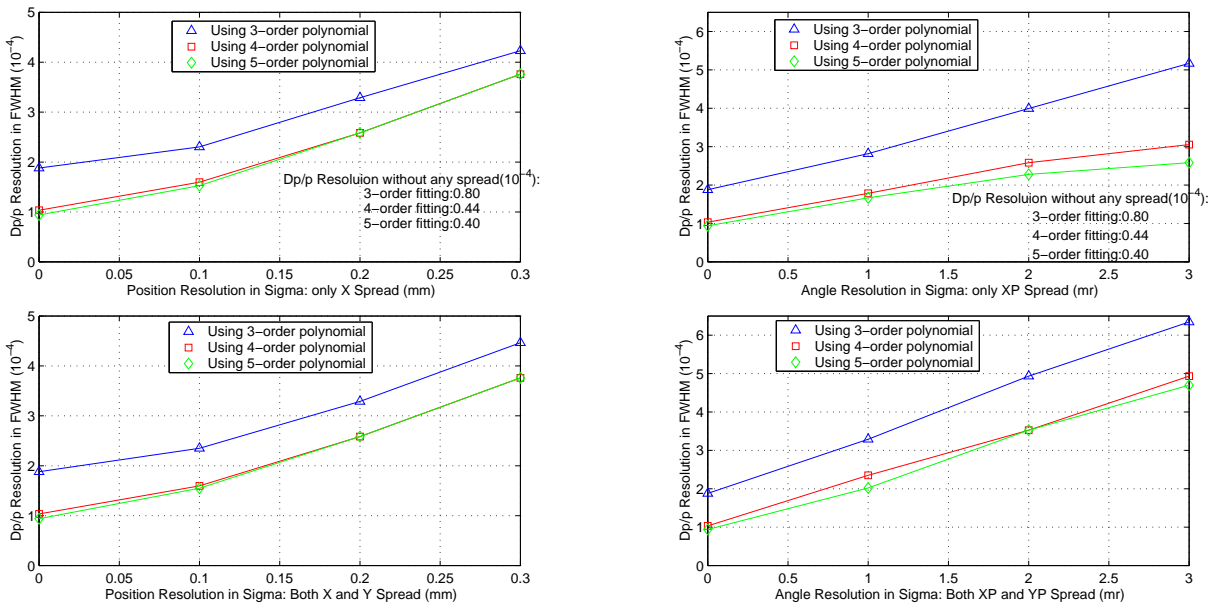 5
4
3
2
1
0
Dp/p Resolution in FWHM (10−4)
Using 3−order polynomial
Using 4−order polynomial
Using 5−order polynomial
Dp/p Resoluion without any spread(10−4):
3−order fitting:0.80
4−order fitting:0.44
5−order fitting:0.40
0 0.05 0.1 0.15 0.2 0.25 0.3
Position Resolution in Sigma: only X Spread (mm)
6
5
4
3
2
1
0
Dp/p Resolution in FWHM (10−4)
Using 3−order polynomial
Using 4−order polynomial
Using 5−order polynomial
Dp/p Resoluion without any spread(10−4):
3−order fitting:0.80
4−order fitting:0.44
5−order fitting:0.40
0 0.5 1 1.5 2 2.5 3
Angle Resolution in Sigma: only XP Spread (mr)
5
4
3
2
1
0
Dp/p Resolution in FWHM (10−4)
Using 3−order polynomial
Using 4−order polynomial
Using 5−order polynomial
0 0.05 0.1 0.15 0.2 0.25 0.3
Position Resolution in Sigma: Both X and Y Spread (mm)
6
5
4
3
2
1
0
Dp/p Resolution in FWHM (10−4)
Using 3−order polynomial
Using 4−order polynomial
Using 5−order polynomial
0 0.5 1 1.5 2 2.5 3
Angle Resolution in Sigma: Both XP and YP Spread (mr)